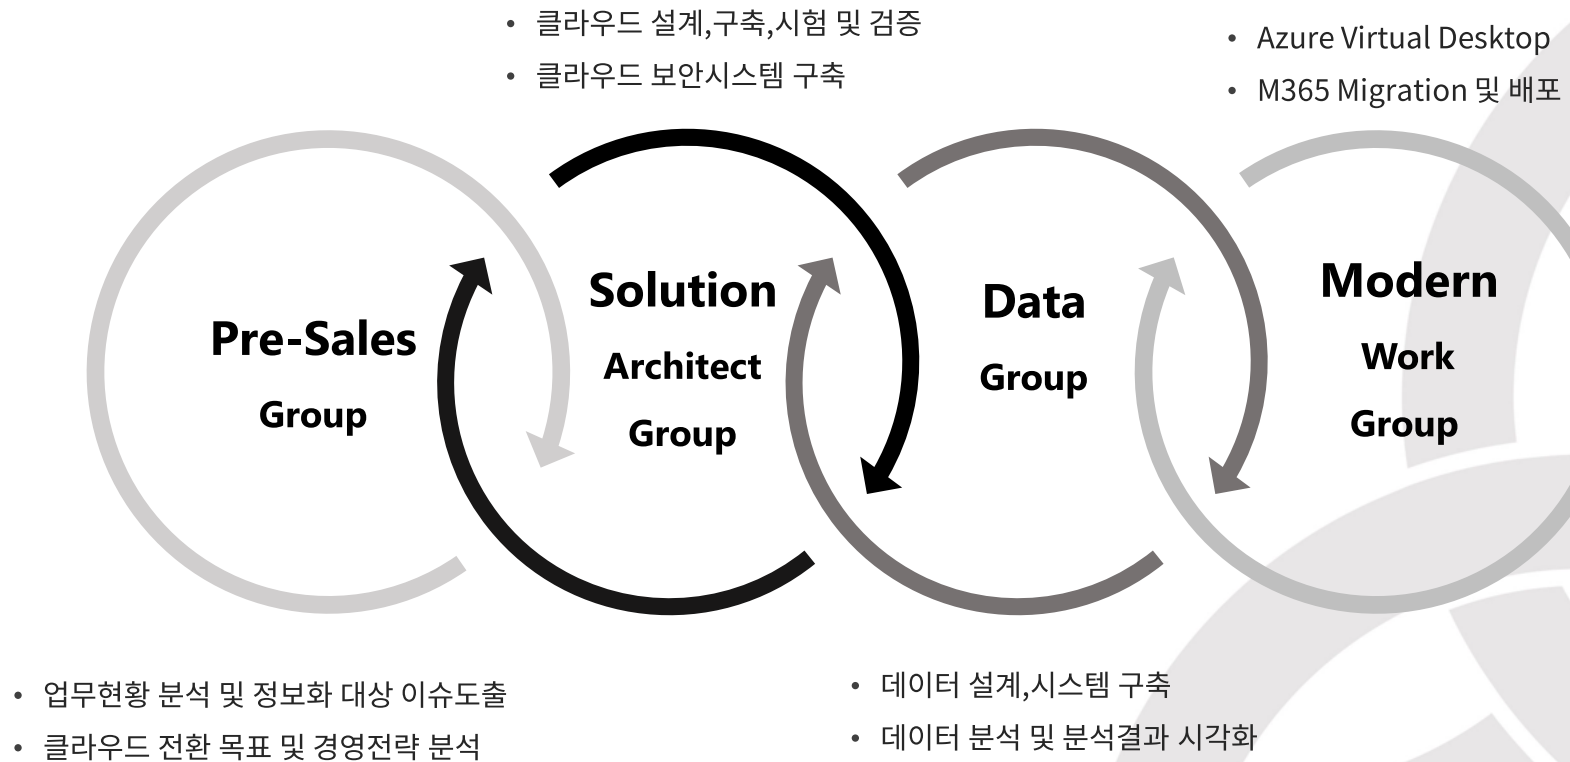 • 클라우드 설계,구축,시험 및 검증
• 클라우드 보안시스템 구축
• Azure Virtual Desktop
• M365 Migration 및 배포
Pre-Sales
Group
Solution
Architect
Group
Data
Group
Modern
Work
Group
• 업무현황 분석 및 정보화 대상 이슈도출
• 클라우드 전환 목표 및 경영전략 분석
• 데이터 설계,시스템 구축
• 데이터 분석 및 분석결과 시각화